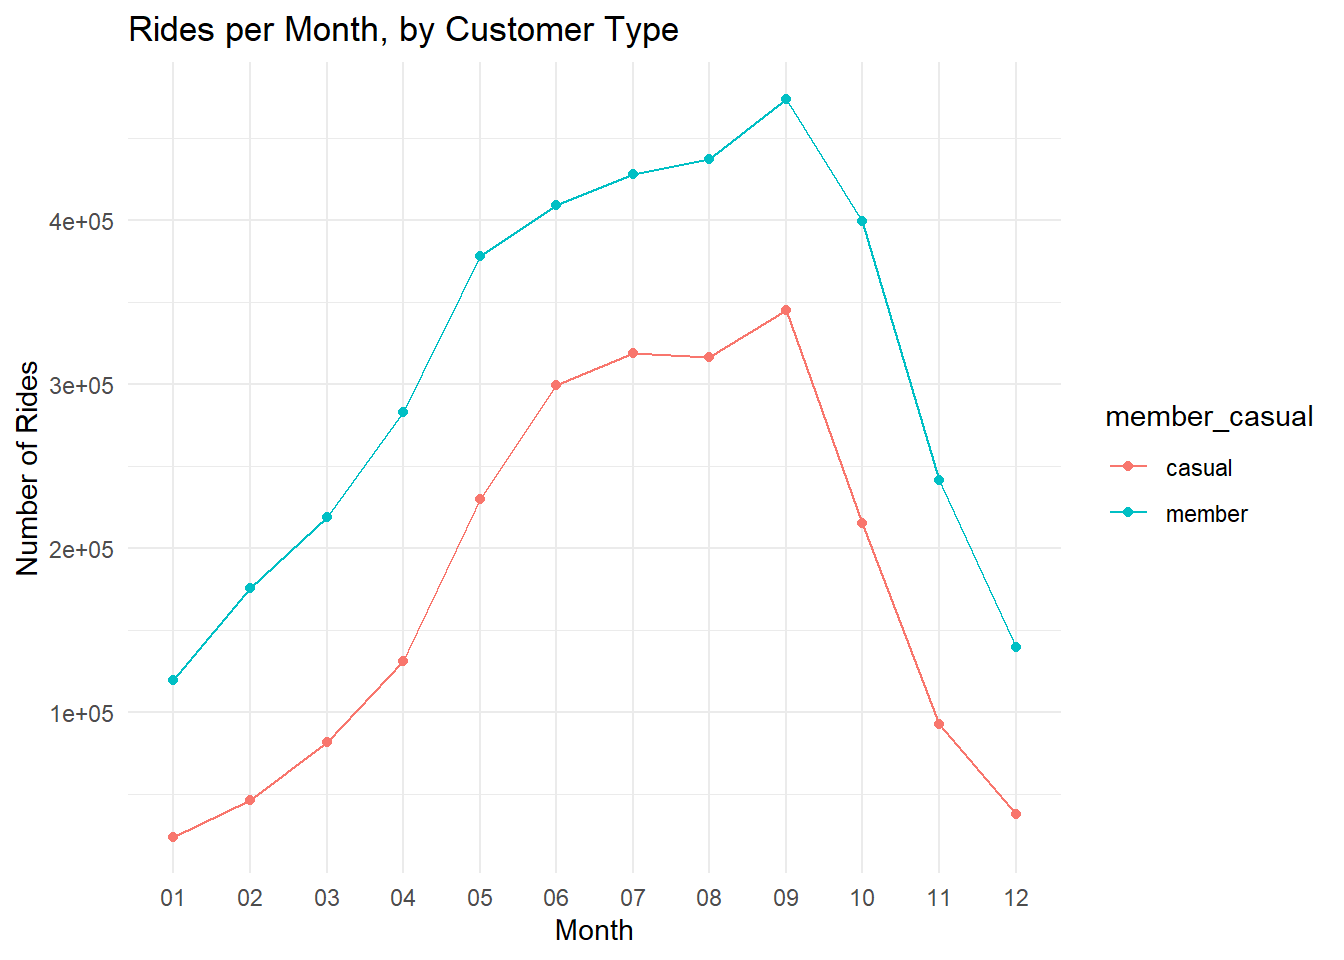 Rides per Month, by Customer Type
Number of Rides
4e+05
3e+05
2e+05
1e+05
01 02 03 04 05 06 07 08 09 10 11 12
Month
member_casual
casual
member